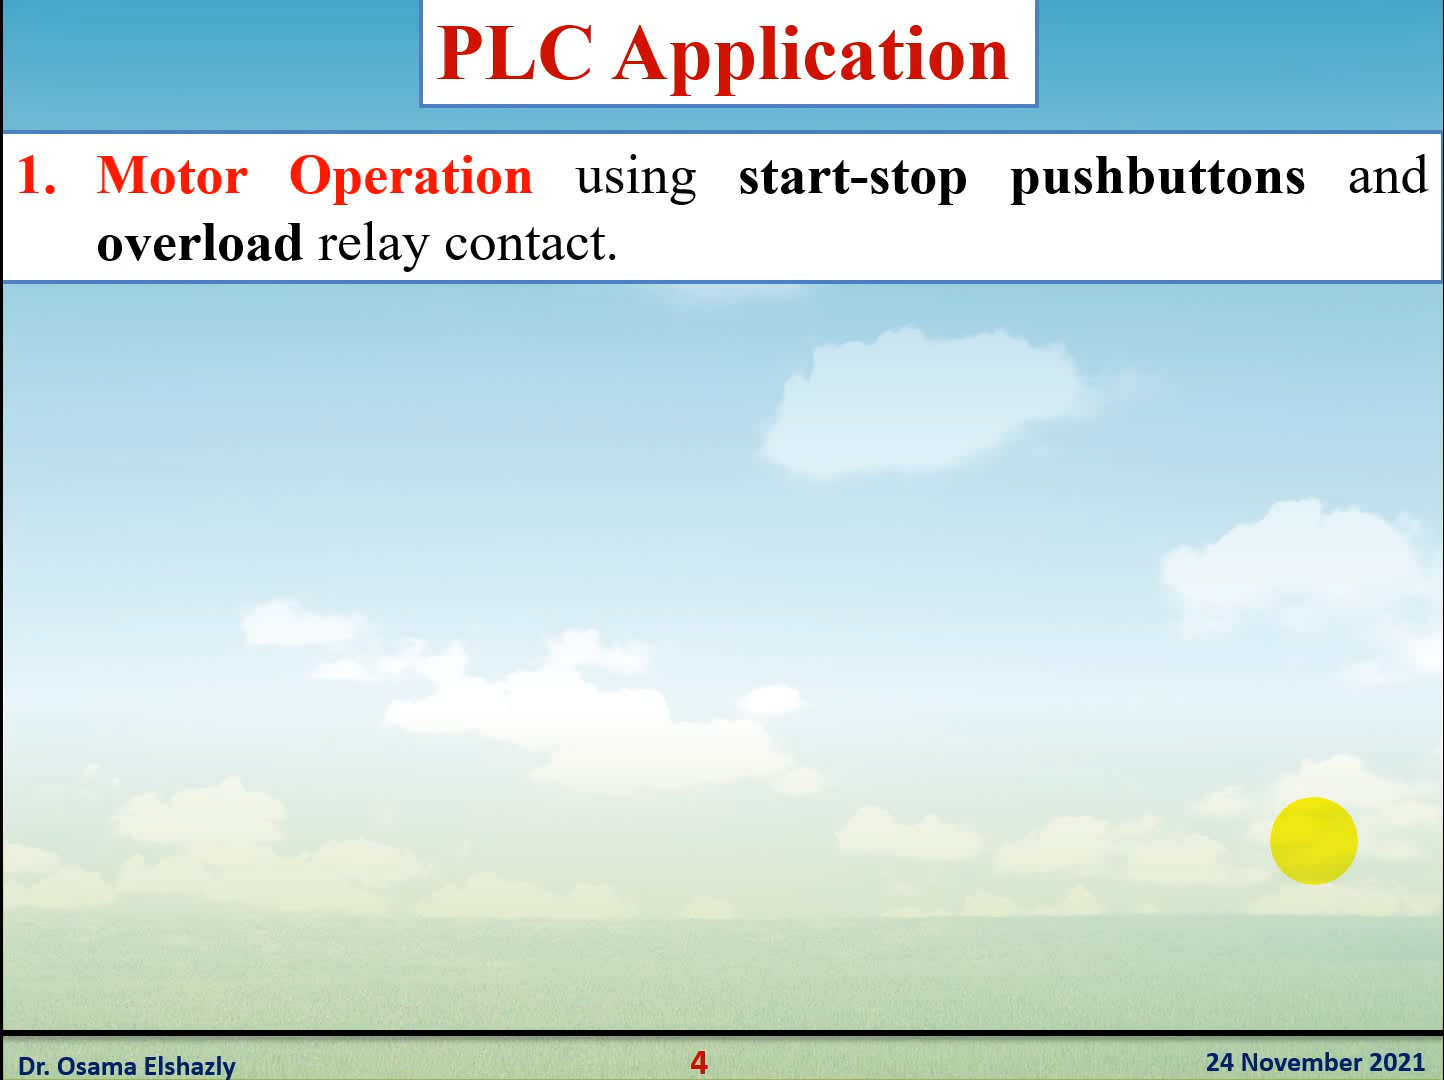 PLC Application
1. Motor Operation using start-stop pushbuttons and
overload relay contact.
Dr. Osama Elshazly
4
24 November 2021